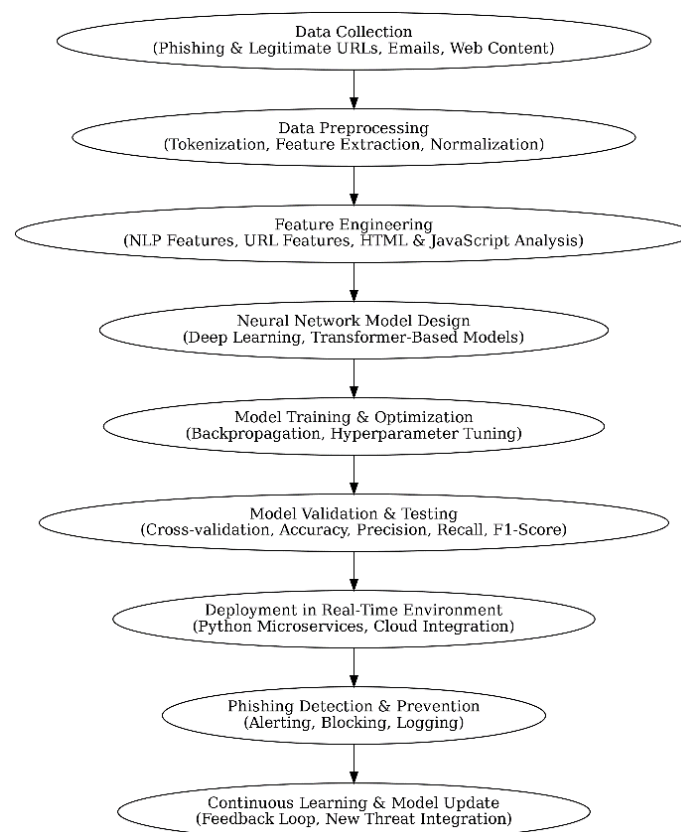 Data Collection
(Phishing & Legitimate URLs, Emails, Web Content)
Data Preprocessing
(Tokenization, Feature Extraction, Normalization)
Feature Engineering
(NLP Features, URL Features, HTML & JavaScript Analysis)
Neural Network Model Design
(Deep Learning, Transformer-Based Models)
Model Training & Optimization
(Backpropagation, Hyperparameter Tuning)
Model Validation & Testing
(Cross-validation, Accuracy, Precision, Recall, F1-Score)
Deployment in Real-Time Environment
(Python Microservices, Cloud Integration)
Phishing Detection & Prevention
(Alerting, Blocking, Logging)
Continuous Learning & Model Update
(Feedback Loop, New Threat Integration)